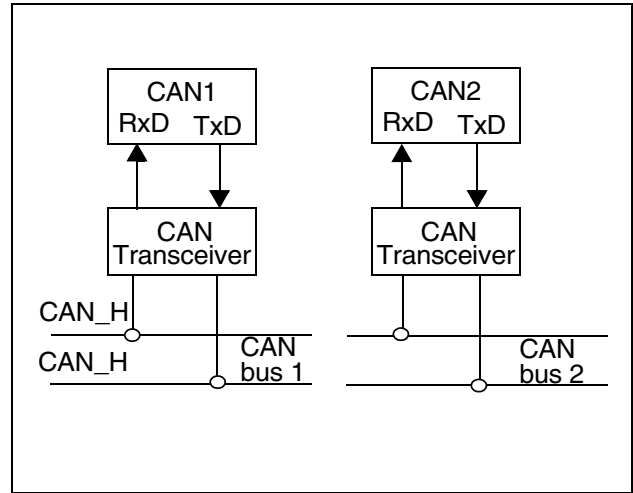 CAN1
RxD TxD
CAN
Transceiver
CAN_H
CAN_H
CAN
bus 1
CAN2
RxD TxD
CAN
Transceiver
CAN
bus 2